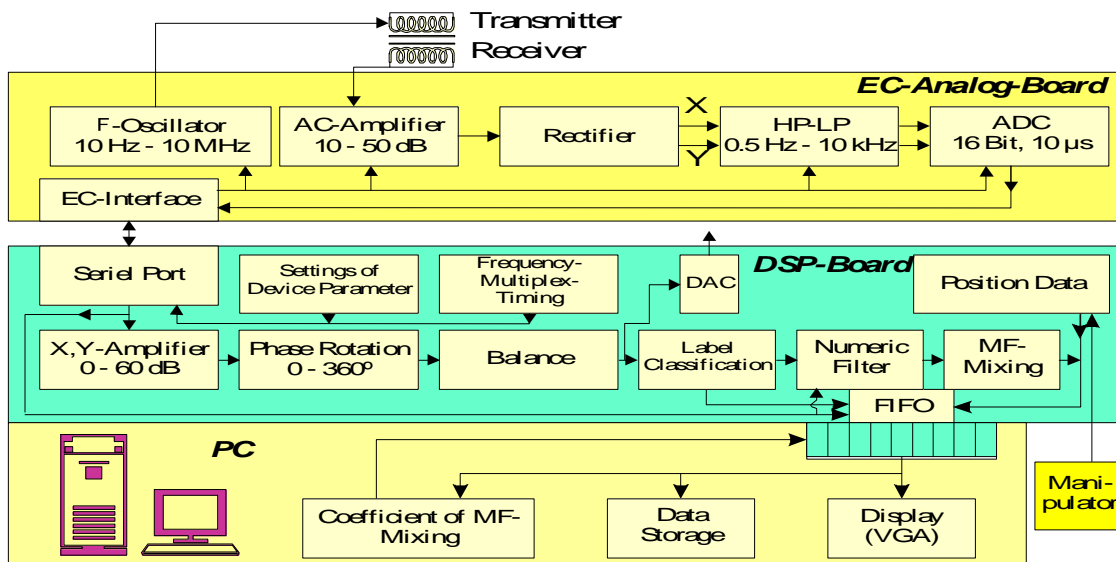 Transmitter
Receiver
EC-Analog-Board
F-Oscillator
10 Hz - 10 MHz
AC-Amplifier
10 - 50 dB
Rectifier
X
Y
HP-LP
0.5 Hz - 10 kHz
ADC
16 Bit, 10 µs
EC-Interface
DSP-Board
Seriel Port
Settings of
Device Parameter
Frequency-
Multiplex-
Timing
DAC
Position Data
X,Y-Amplifier
0 - 60 dB
Phase Rotation
0 - 360º
Balance
Label
Classification
Numeric
Filter
MF-
Mixing
FIFO
PC
Coefficient of MF-
Mixing
Data
Storage
Display
(VGA)
Mani-
pulator